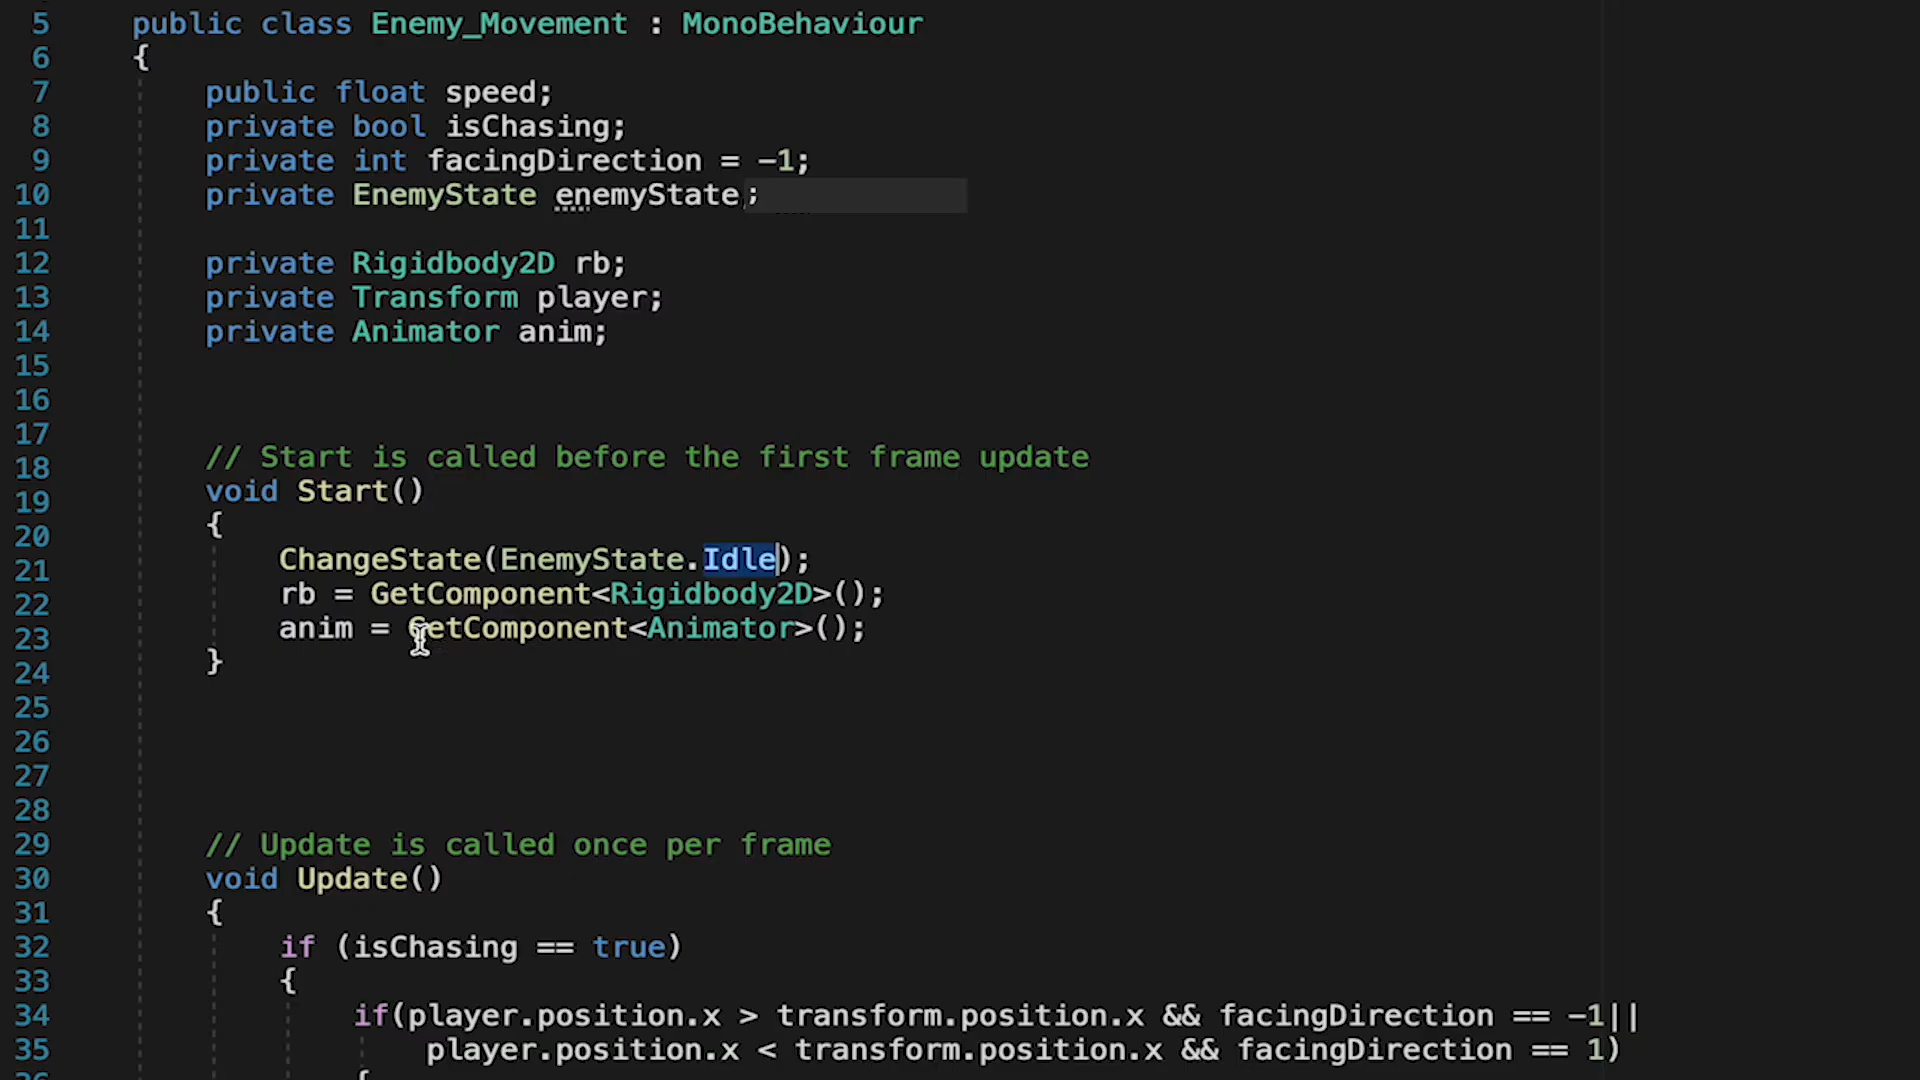 5 public class Enemy_Movement : MonoBehaviour
6 {
7 public float speed;
8 private bool isChasing;
9 private int facingDirection = -1;
10 private EnemyState enemyState;
11
12 private Rigidbody2D rb;
13 private Transform player;
14 private Animator anim;
15
16
17
18 // Start is called before the first frame update
19 void Start()
20 {
21 ChangeState(EnemyState.Idle);
22 rb = GetComponent<Rigidbody2D>();
23 anim = GetComponent<Animator>();
24 }
25
26
27
28
29 // Update is called once per frame
30 void Update()
31 {
32 if (isChasing == true)
33 {
34 if(player.position.x > transform.position.x && facingDirection == -1||
35 player.position.x < transform.position.x && facingDirection == 1)
{